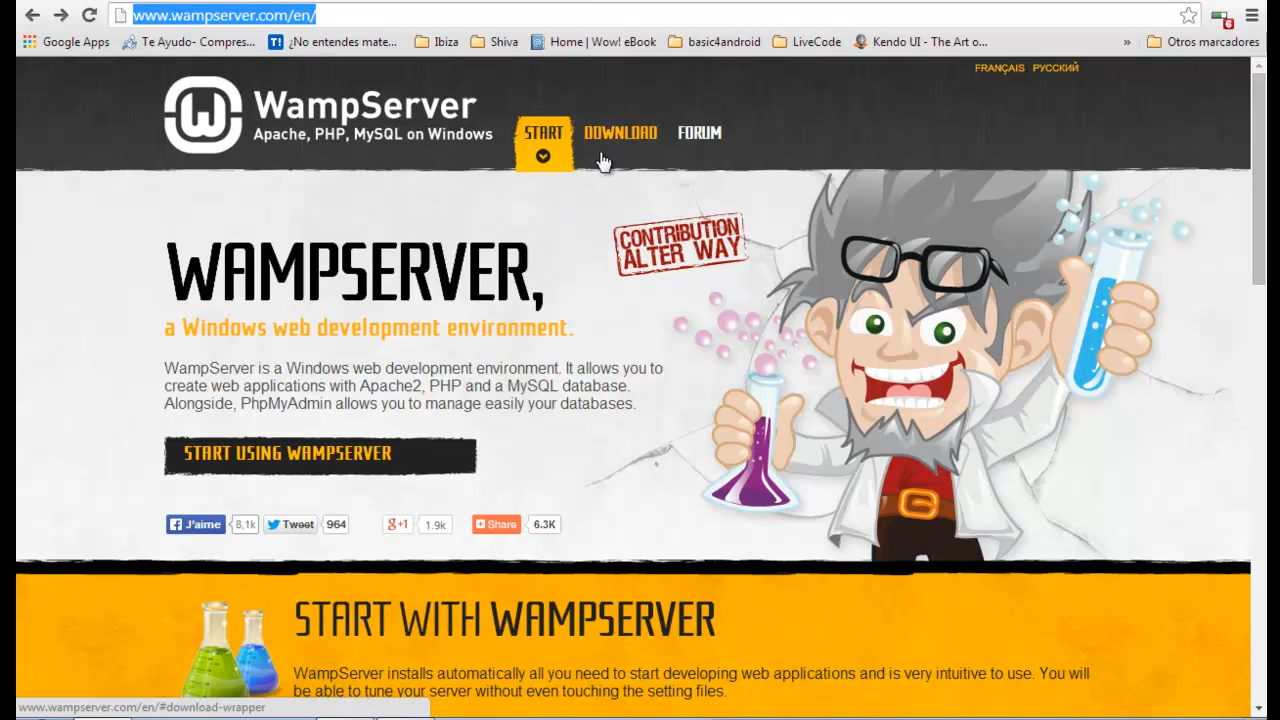 www.wampserver.com/en/
6
Google Apps
Te Ayudo- Compres...
T!
¿No entendes mate...
Ibiza
Shiva
Home | Wow! eBook
basic4android
LiveCode
Kendo UI - The Art o...
»
Otros marcadores
FRANÇAIS РУССКИЙ
W
WampServer
Apache, PHP, MySQL on Windows
START
DOWNLOAD
FORUM
CONTRIBUTION
ALTER WAY
WAMPSERVER,
a Windows web development environment.
WampServer is a Windows web development environment. It allows you to
create web applications with Apache2, PHP and a MySQL database.
Alongside, PhpMyAdmin allows you to manage easily your databases.
START USING WAMPSERVER
J'aime
8,1k
Tweet
964
g+1
1.9k
Share
6.3K
START WITH WAMPSERVER
WampServer installs automatically all you need to start developing web applications and is very intuitive to use. You will
be able to tune your server without even touching the setting files.
www.wampserver.com/en/#download-wrapper